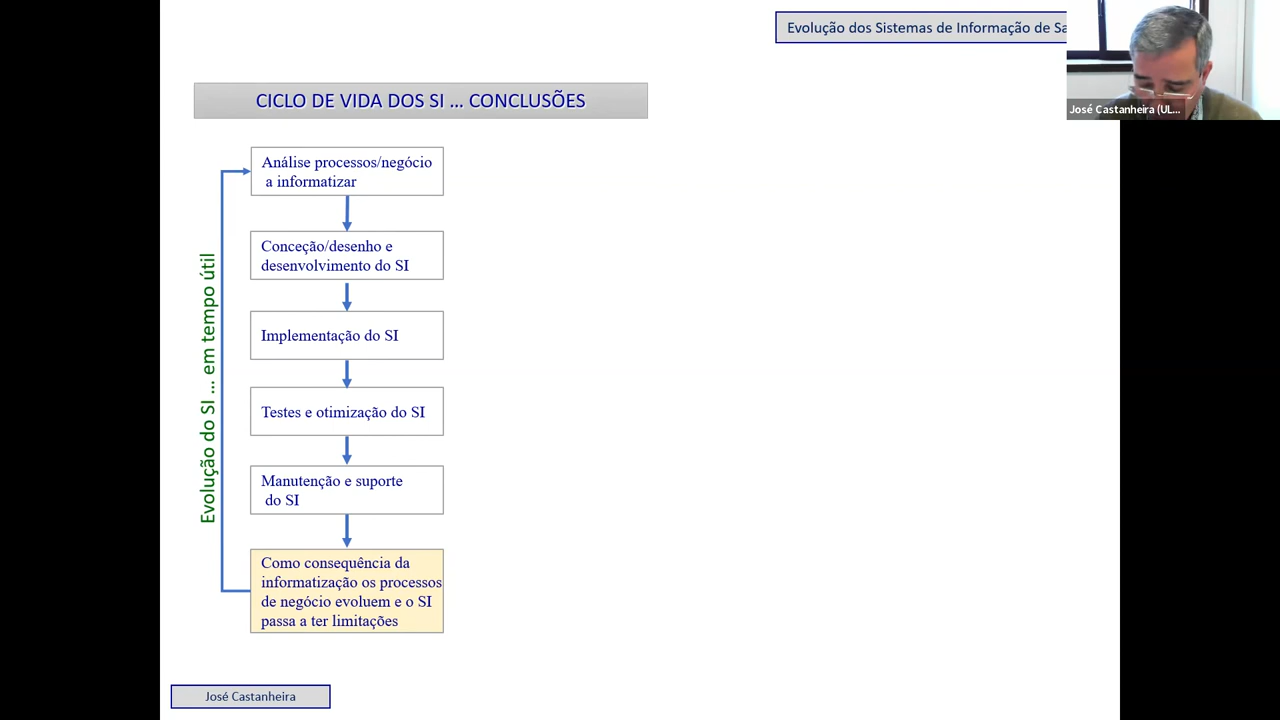 Evolução dos Sistemas de Informação de
José Castanheira (UL...
CICLO DE VIDA DOS SI ... CONCLUSÕES
Análise processos/negócio
a informatizar
Conceção/desenho e
desenvolvimento do SI
Implementação do SI
Testes e otimização do SI
Manutenção e suporte
do SI
Como consequência da
informatização os processos
de negócio evoluem e o SI
passa a ter limitações
Evolução do SI ... em tempo útil
José Castanheira